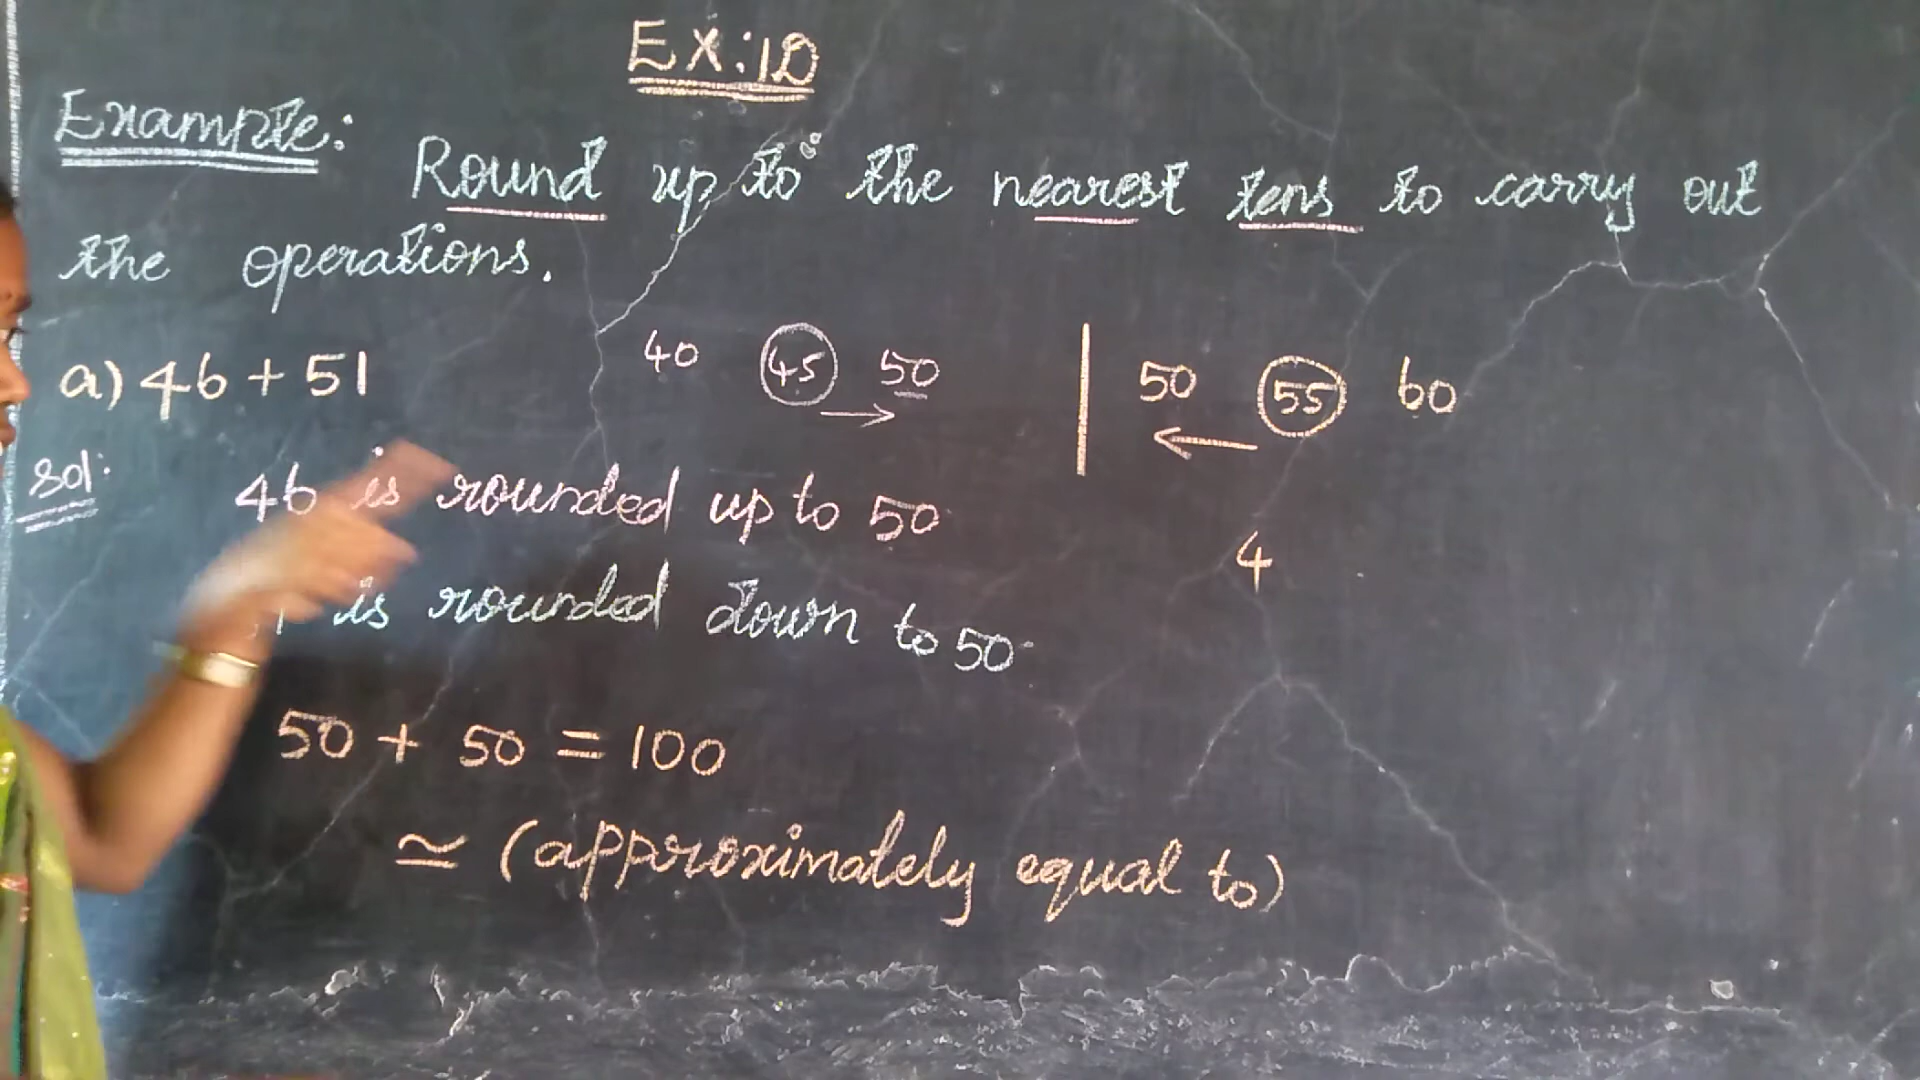 Ex:1D
Example:
Round up to the nearest tens to carry out
the operations.
a) 46 + 51
40 45 50 | 50 55 60
→ ←
sol:
46 is rounded up to 50
4
is rounded down to 50
50 + 50 = 100
≃ (approximately equal to)